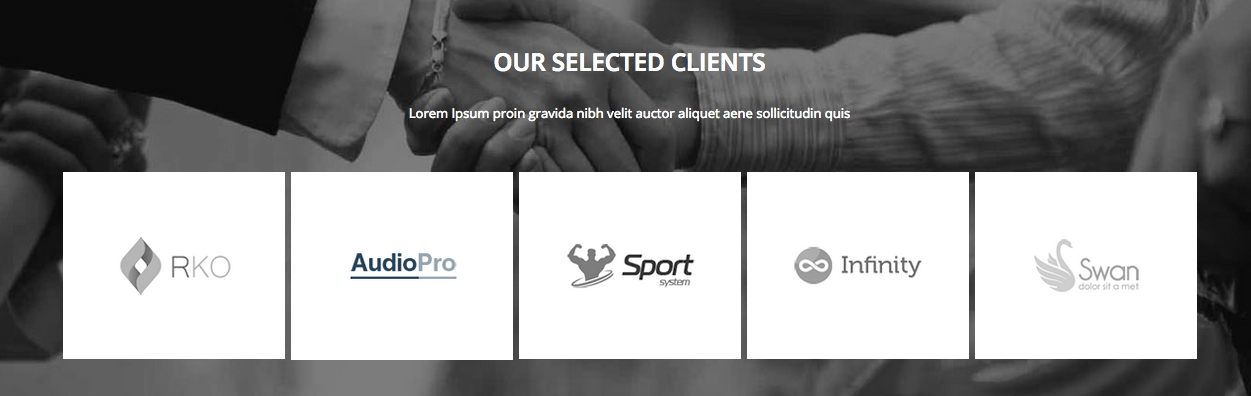 OUR SELECTED CLIENTS
Lorem Ipsum proin gravida nibh velit auctor aliquet aene sollicitudin quis
RKO
AudioPro
Sport
system
Infinity
Swan
dolor sit a met